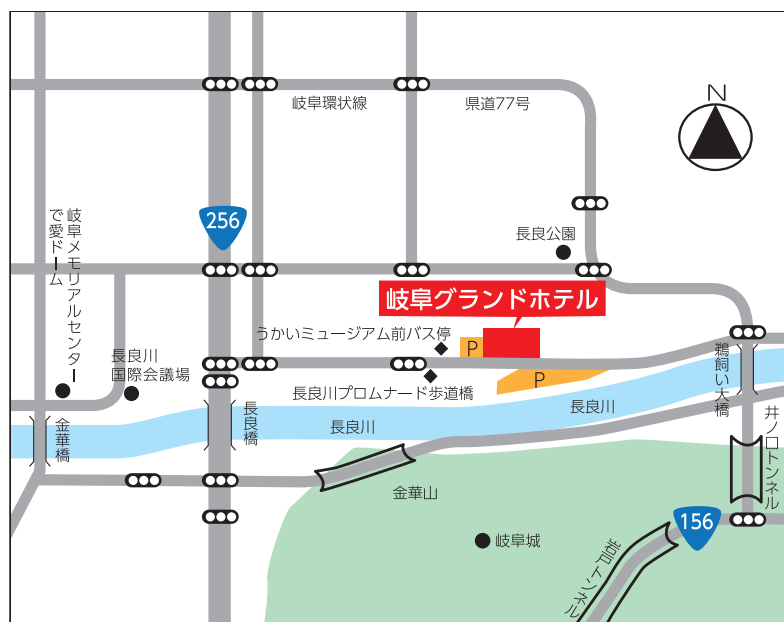 N
岐阜環状線
県道77号
256
岐阜メモリアルセンター
で愛ドーム
長良公園
岐阜グランドホテル
うかいミュージアム前バス停
P
長良川
国際会議場
長良川プロムナード歩道橋
P
鵜飼い大橋
長良川
金華橋
長良橋
長良川
井ノ口トンネル
金華山
156
岐阜城
岩戸トンネル